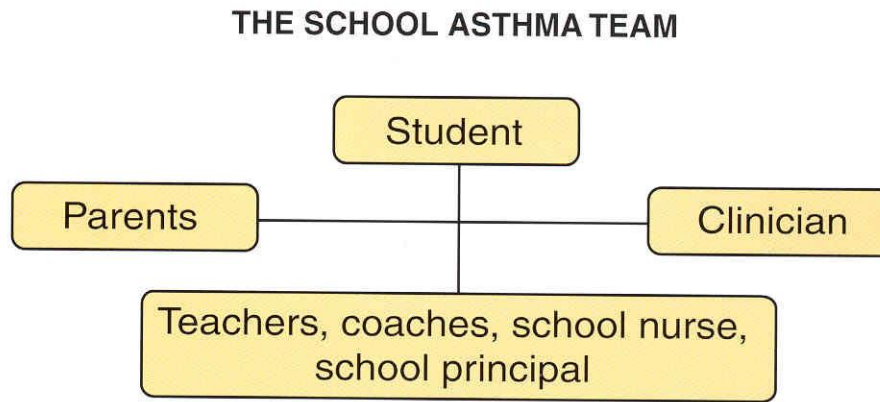 THE SCHOOL ASTHMA TEAM
Student
Parents
Clinician
Teachers, coaches, school nurse,
school principal